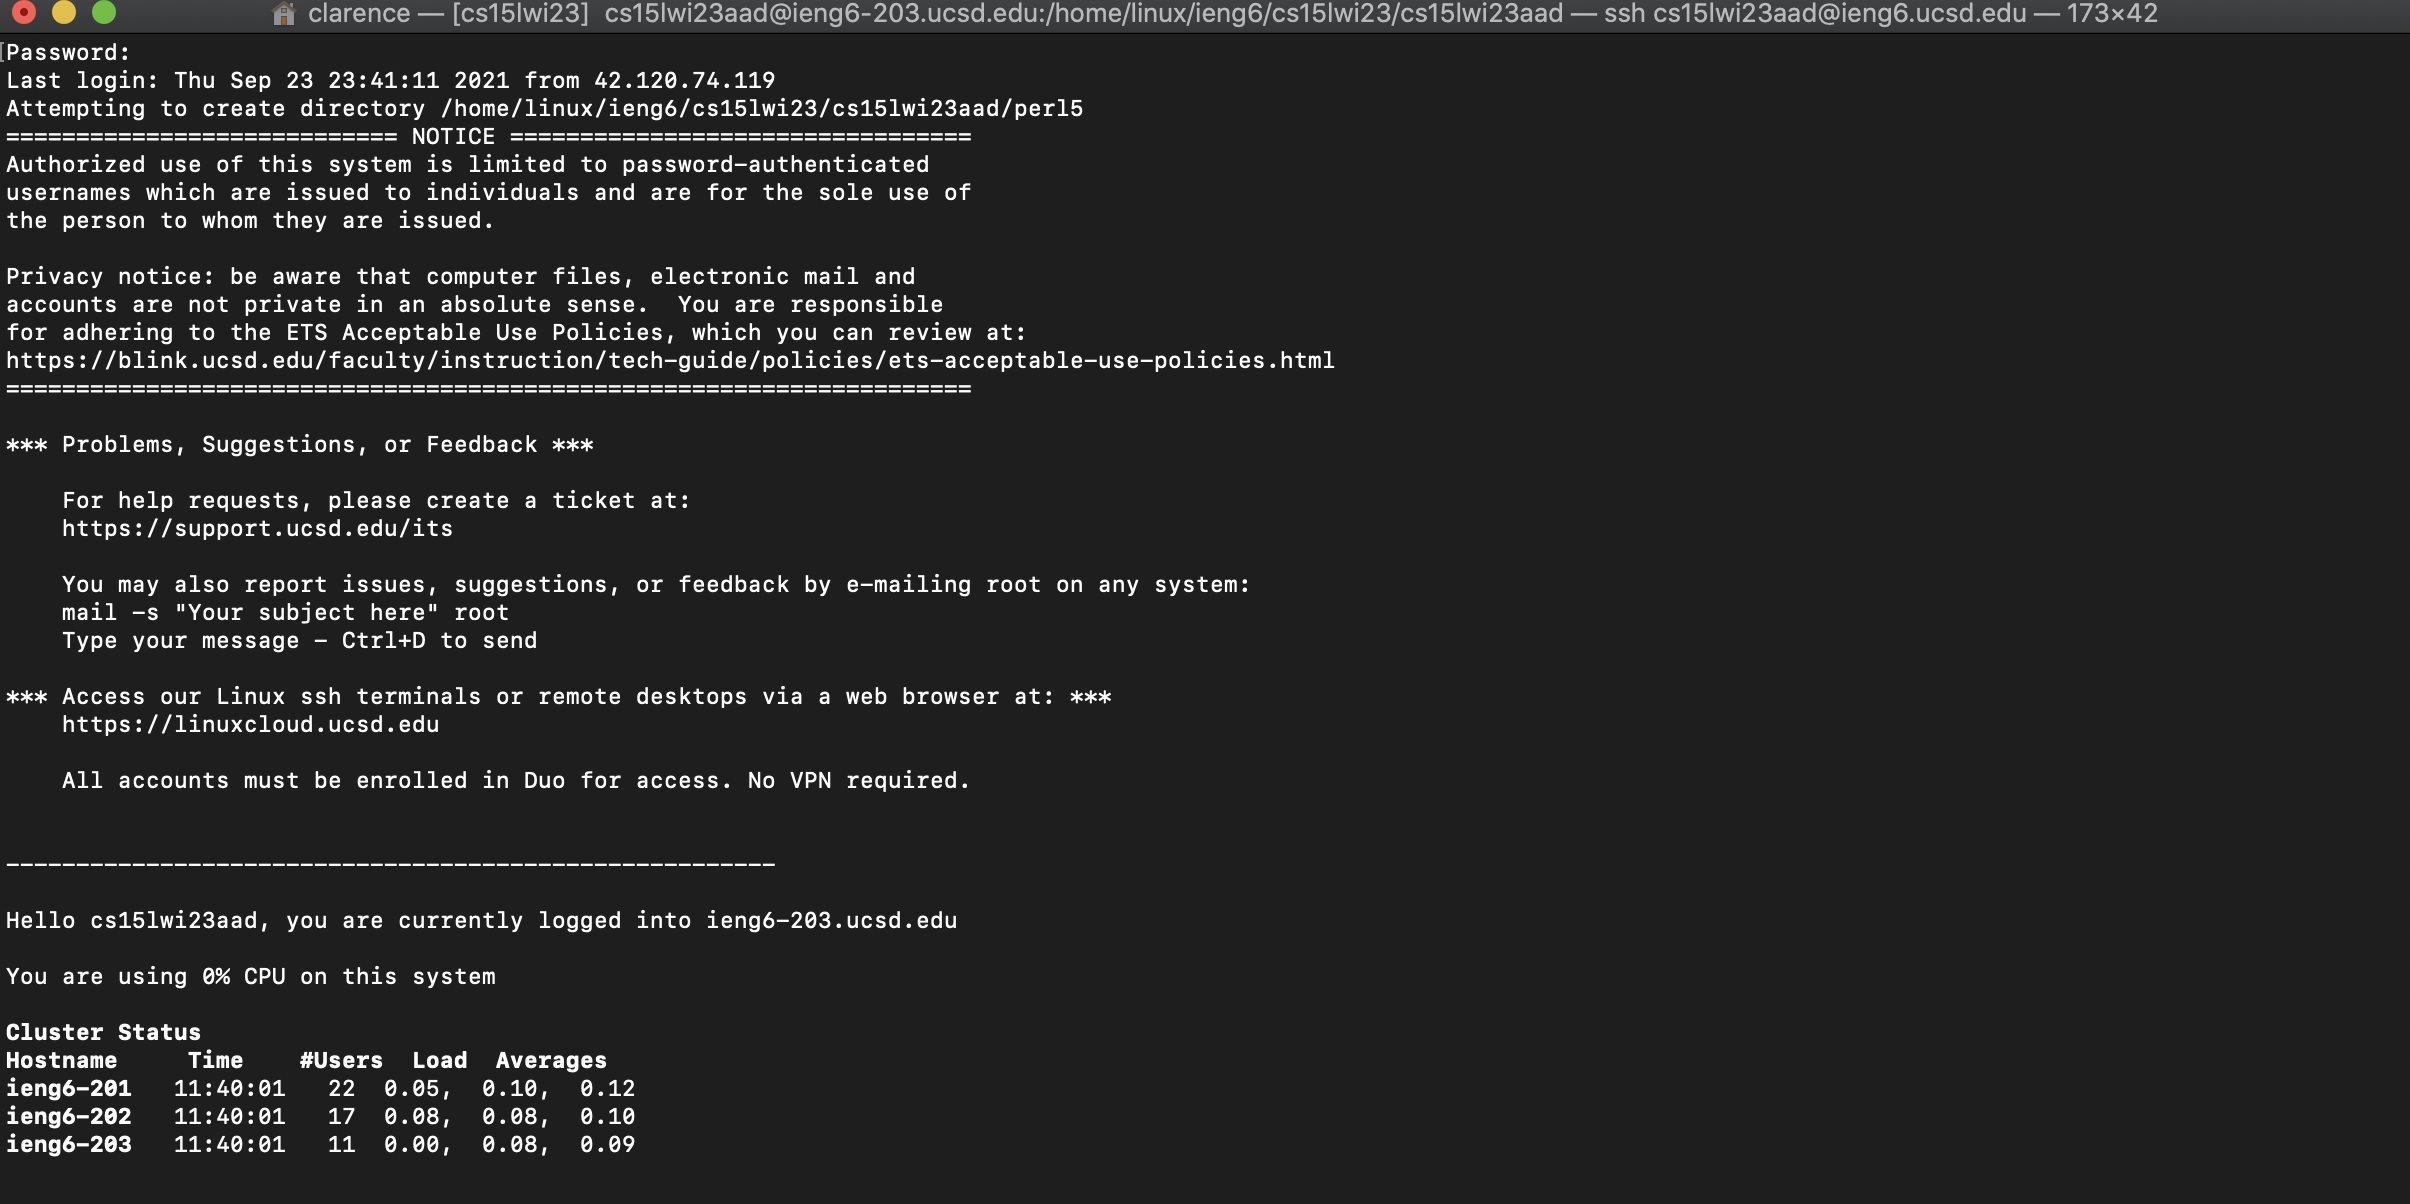 clarence — [cs15lwi23]  cs15lwi23aad@ieng6-203.ucsd.edu:/home/linux/ieng6/cs15lwi23/cs15lwi23aad — ssh cs15lwi23aad@ieng6.ucsd.edu — 173×42
[Password:
Last login: Thu Sep 23 23:41:11 2021 from 42.120.74.119
Attempting to create directory /home/linux/ieng6/cs15lwi23/cs15lwi23aad/perl5
============================ NOTICE =================================
Authorized use of this system is limited to password-authenticated
usernames which are issued to individuals and are for the sole use of
the person to whom they are issued.

Privacy notice: be aware that computer files, electronic mail and
accounts are not private in an absolute sense.  You are responsible
for adhering to the ETS Acceptable Use Policies, which you can review at:
https://blink.ucsd.edu/faculty/instruction/tech-guide/policies/ets-acceptable-use-policies.html
=====================================================================

*** Problems, Suggestions, or Feedback ***

    For help requests, please create a ticket at:
    https://support.ucsd.edu/its

    You may also report issues, suggestions, or feedback by e-mailing root on any system:
    mail -s "Your subject here" root
    Type your message - Ctrl+D to send

*** Access our Linux ssh terminals or remote desktops via a web browser at: ***
    https://linuxcloud.ucsd.edu

    All accounts must be enrolled in Duo for access. No VPN required.

-------------------------------------------------------

Hello cs15lwi23aad, you are currently logged into ieng6-203.ucsd.edu

You are using 0% CPU on this system

Cluster Status
Hostname     Time    #Users  Load  Averages
ieng6-201   11:40:01   22  0.05,  0.10,  0.12
ieng6-202   11:40:01   17  0.08,  0.08,  0.10
ieng6-203   11:40:01   11  0.00,  0.08,  0.09